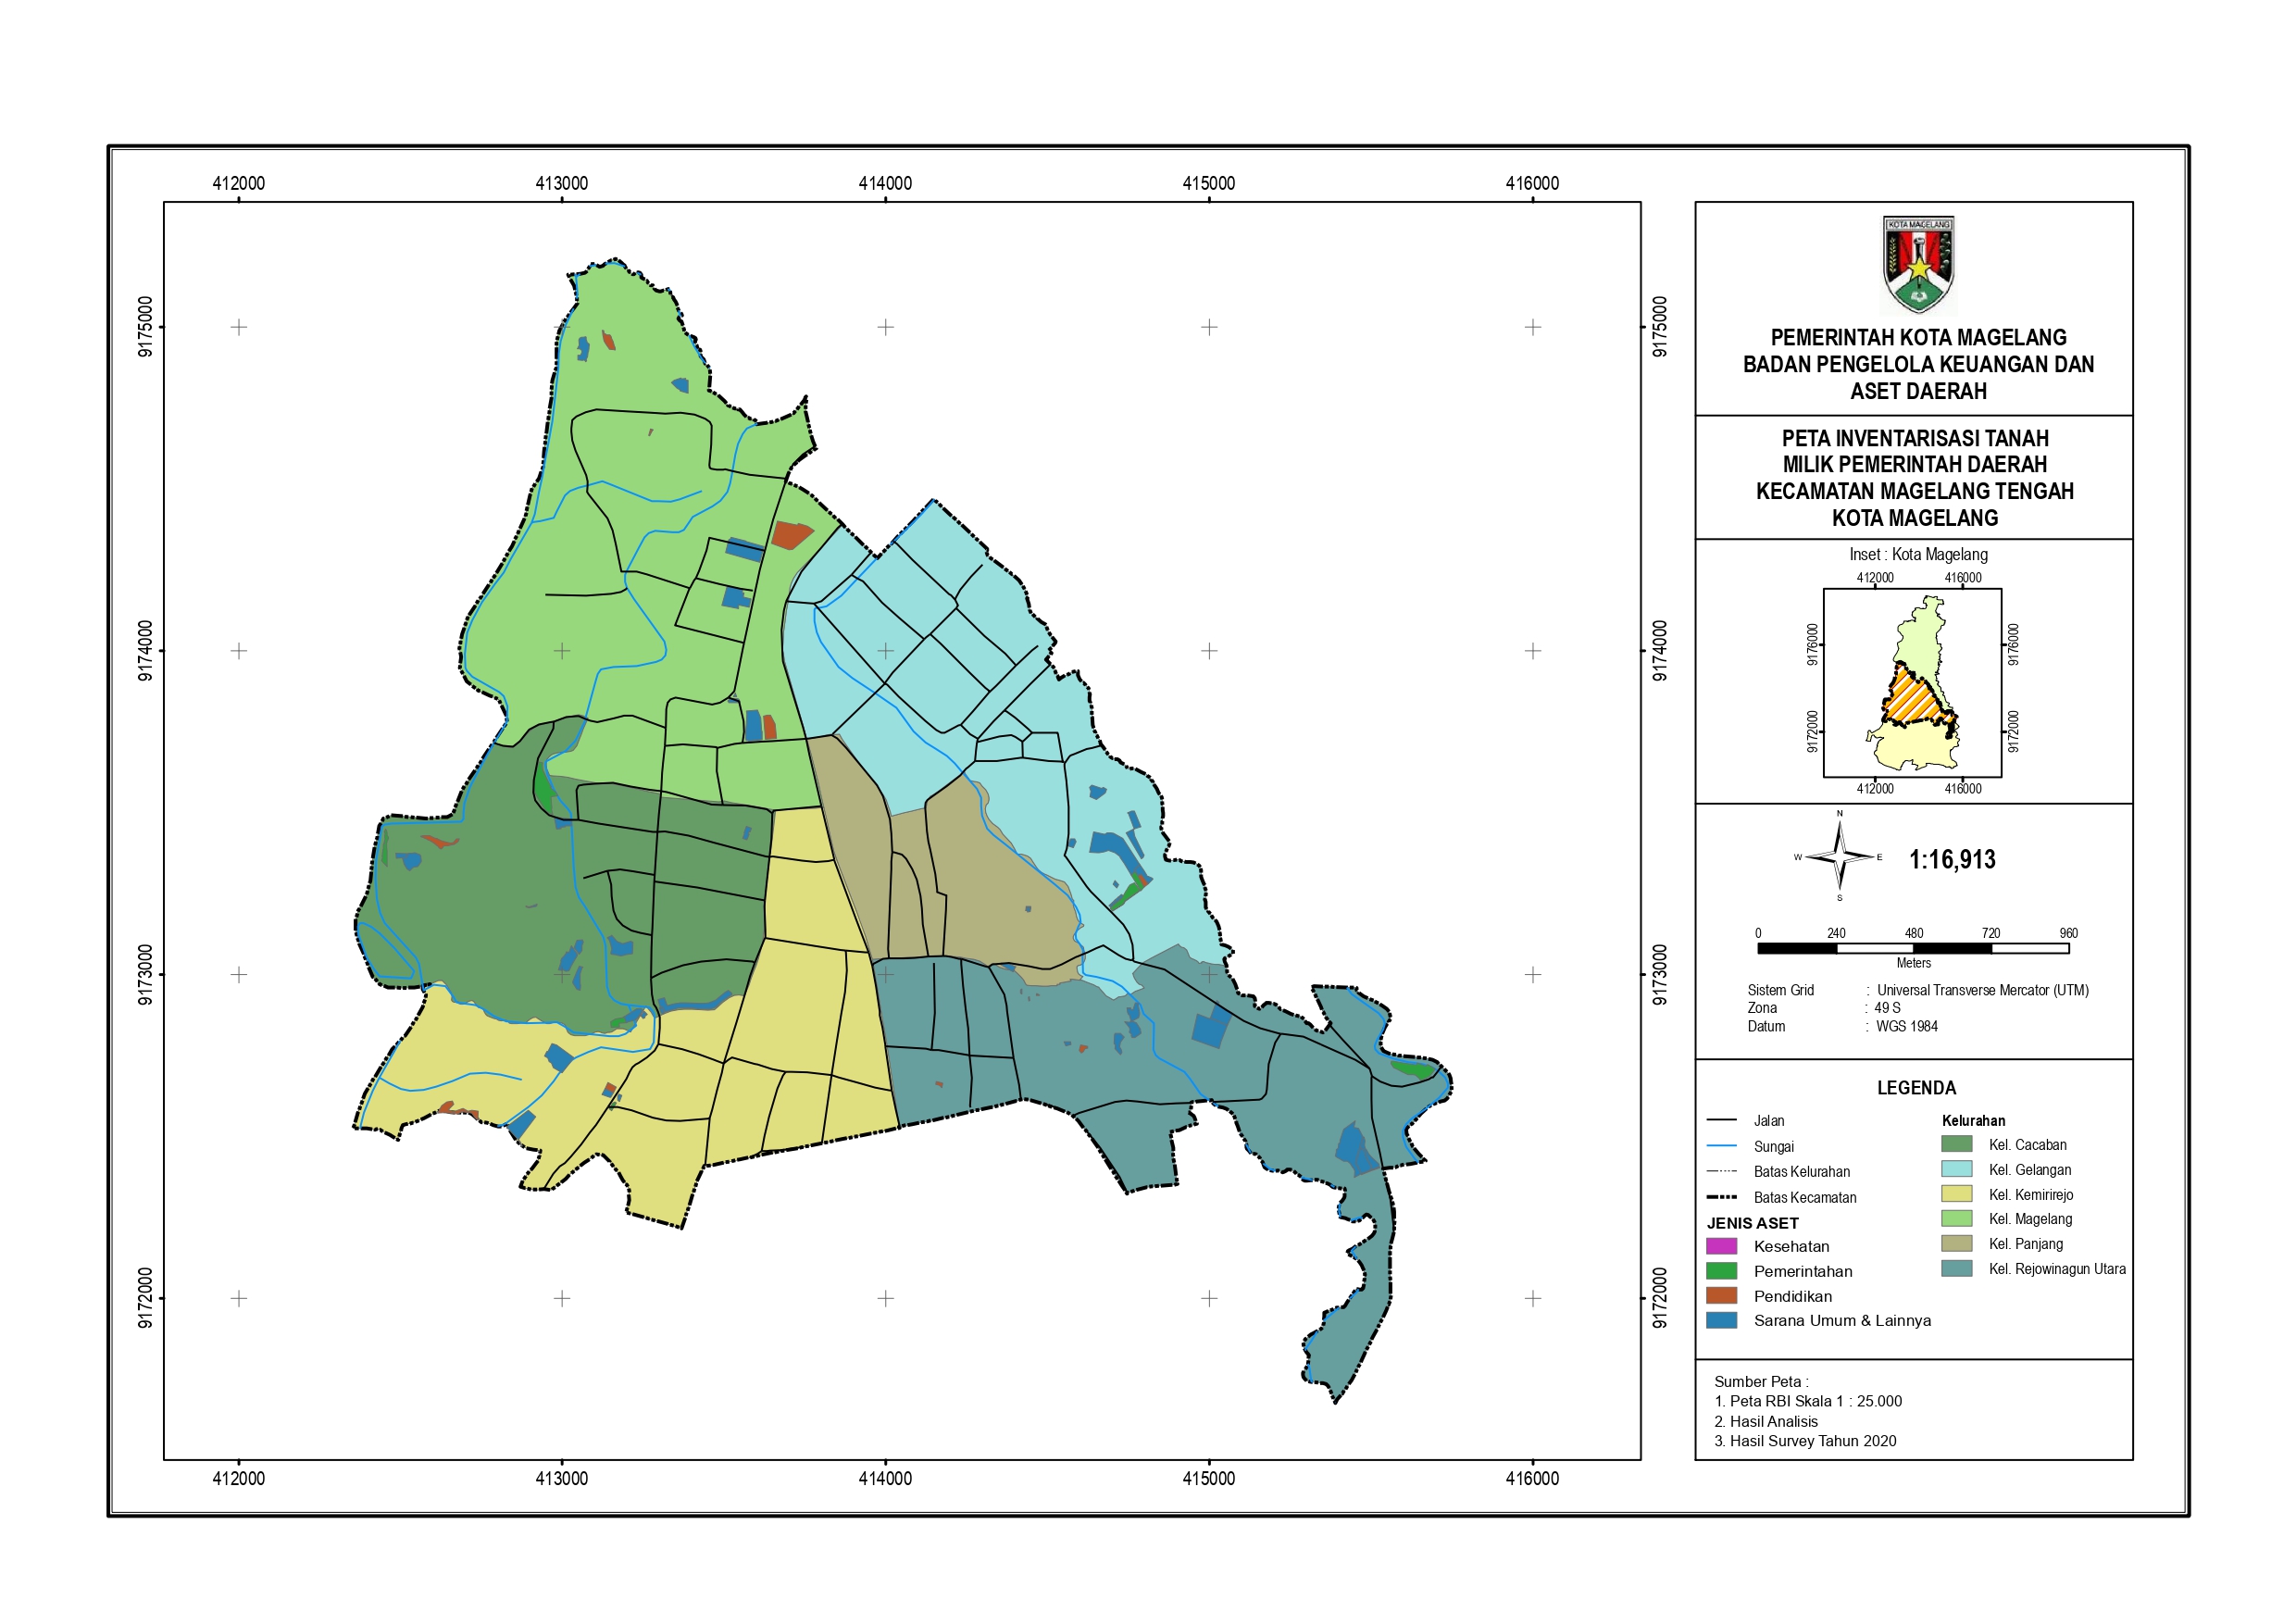 412000 413000 414000 415000 416000
9175000 9175000
9174000 9174000
9173000 9173000
9172000 9172000
412000 413000 414000 415000 416000
KOTA MAGELANG
PEMERINTAH KOTA MAGELANG
BADAN PENGELOLA KEUANGAN DAN
ASET DAERAH
PETA INVENTARISASI TANAH
MILIK PEMERINTAH DAERAH
KECAMATAN MAGELANG TENGAH
KOTA MAGELANG
Inset : Kota Magelang
412000 416000
9176000 9176000
9172000 9172000
412000 416000
N
W E
S
1:16,913
0 240 480 720 960
Meters
Sistem Grid : Universal Transverse Mercator (UTM)
Zona : 49 S
Datum : WGS 1984
LEGENDA
Jalan
Sungai
Batas Kelurahan
Batas Kecamatan
JENIS ASET
Kesehatan
Pemerintahan
Pendidikan
Sarana Umum & Lainnya
Kelurahan
Kel. Cacaban
Kel. Gelangan
Kel. Kemirirejo
Kel. Magelang
Kel. Panjang
Kel. Rejowinagun Utara
Sumber Peta :
1. Peta RBI Skala 1 : 25.000
2. Hasil Analisis
3. Hasil Survey Tahun 2020